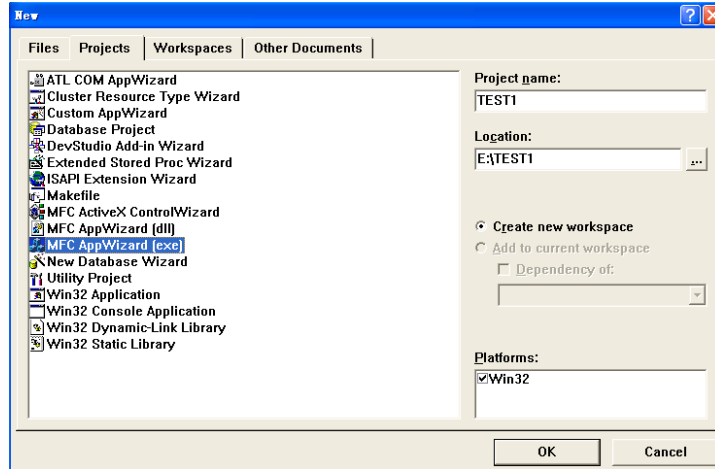 New
Files Projects Workspaces Other Documents
ATL COM AppWizard
Cluster Resource Type Wizard
Custom AppWizard
Database Project
DevStudio Add-in Wizard
Extended Stored Proc Wizard
ISAPI Extension Wizard
Makefile
MFC ActiveX ControlWizard
MFC AppWizard (dll)
MFC AppWizard (exe)
New Database Wizard
Utility Project
Win32 Application
Win32 Console Application
Win32 Dynamic-Link Library
Win32 Static Library
Project name:
TEST1
Location:
E:\TEST1
...
Create new workspace
Add to current workspace
Dependency of:
Platforms:
Win32
OK Cancel